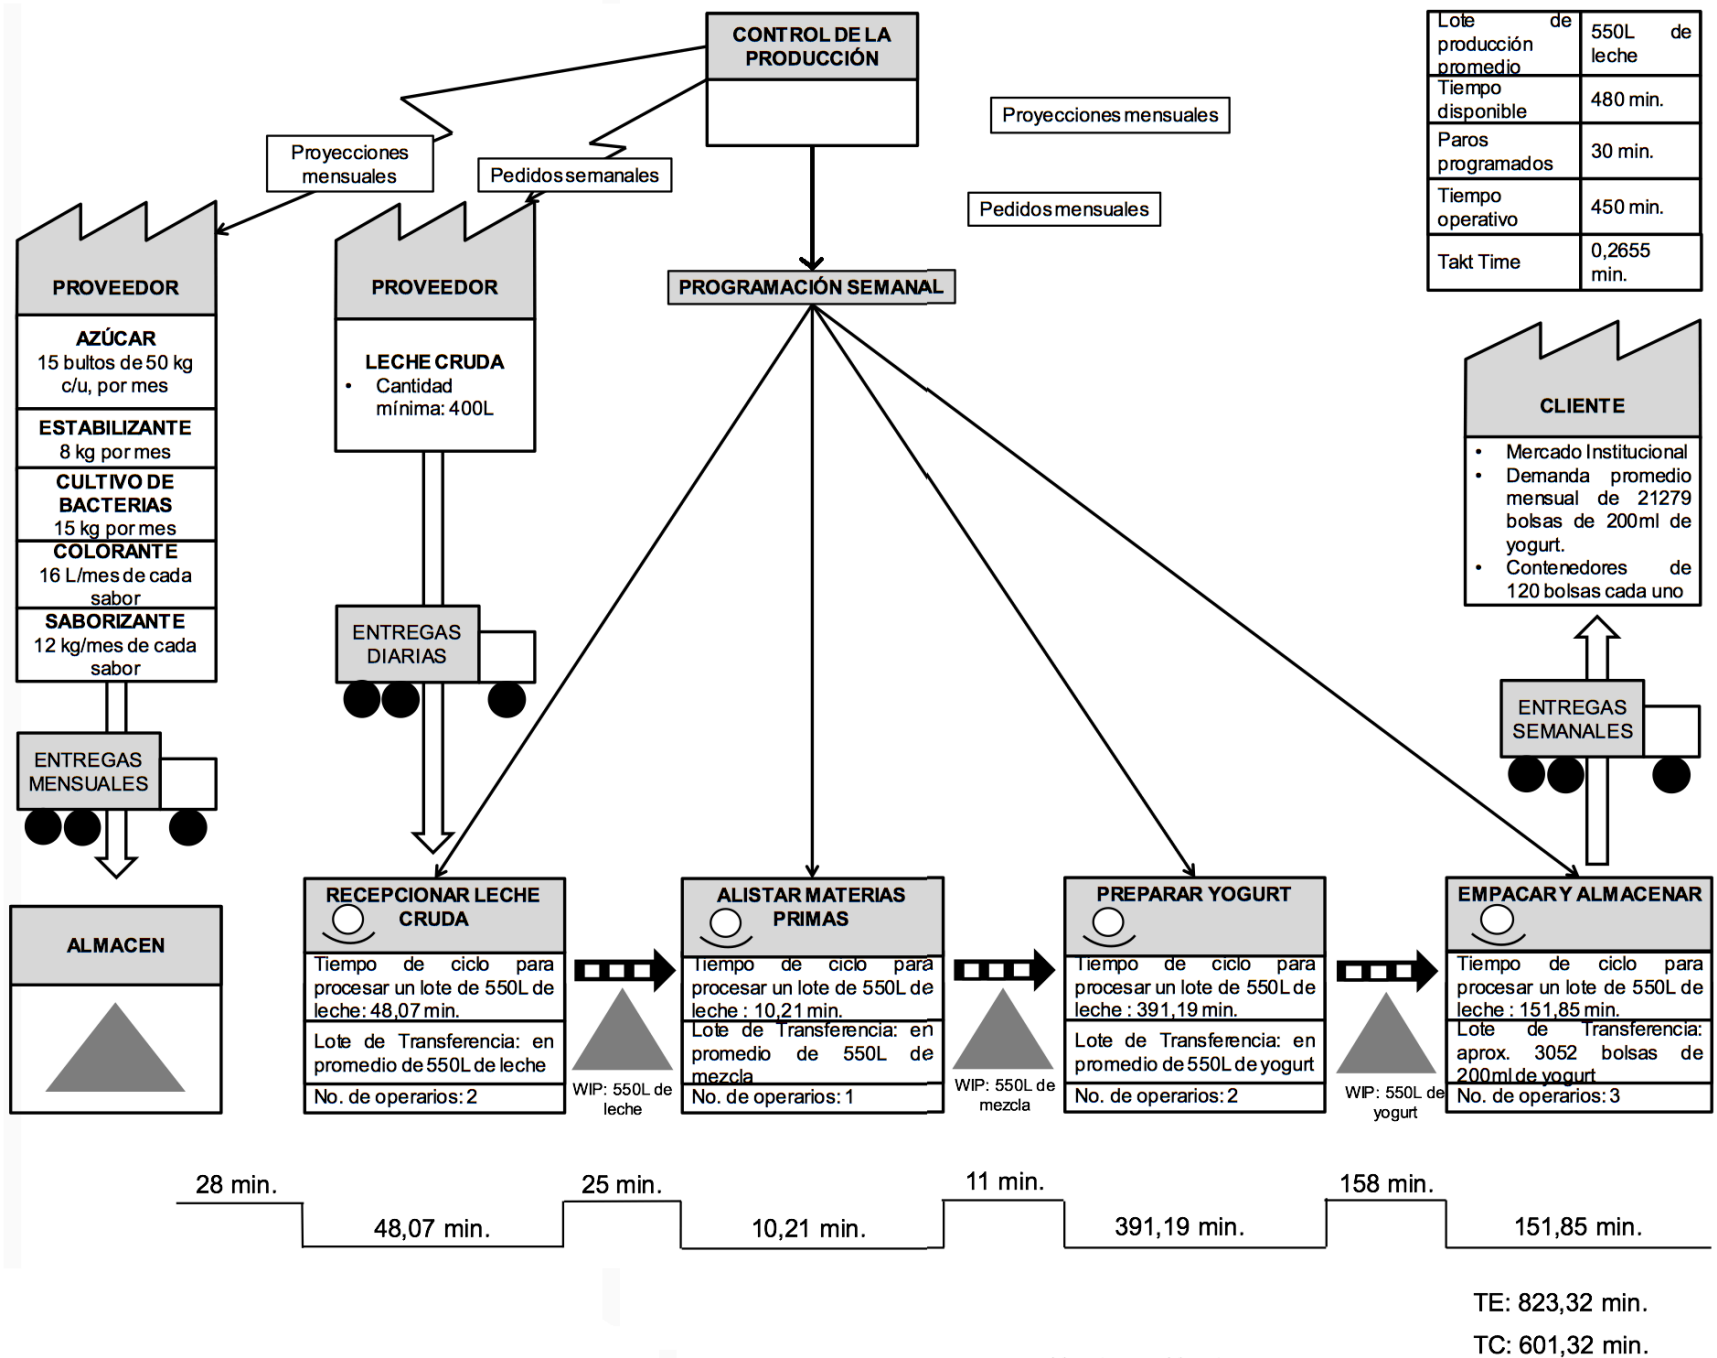 CONTROL DE LA
PRODUCCIÓN
Proyecciones mensuales
Pedidos mensuales
Proyecciones
mensuales
Pedidos semanales
Lote de
producción
promedio
550L de
leche
Tiempo
disponible
480 min.
Paros
programados
30 min.
Tiempo
operativo
450 min.
Takt Time
0,2655
min.
PROVEEDOR
AZÚCAR
15 bultos de 50 kg
c/u, por mes
ESTABILIZANTE
8 kg por mes
CULTIVO DE
BACTERIAS
15 kg por mes
COLORANTE
16 L/mes de cada
sabor
SABORIZANTE
12 kg/mes de cada
sabor
PROVEEDOR
LECHE CRUDA
• Cantidad
mínima: 400L
PROGRAMACIÓN SEMANAL
CLIENTE
• Mercado Institucional
• Demanda promedio
mensual de 21279
bolsas de 200ml de
yogurt.
• Contenedores de
120 bolsas cada uno
ENTREGAS
MENSUALES
ENTREGAS
DIARIAS
ENTREGAS
SEMANALES
ALMACEN
RECEPCIONAR LECHE
CRUDA
Tiempo de ciclo para
procesar un lote de 550L de
leche: 48,07 min.
Lote de Transferencia: en
promedio de 550L de leche
No. de operarios: 2
WIP: 550L de
leche
ALISTAR MATERIAS
PRIMAS
Tiempo de ciclo para
procesar un lote de 550L de
leche : 10,21 min.
Lote de Transferencia: en
promedio de 550L de
mezcla
No. de operarios: 1
WIP: 550L de
mezcla
PREPARAR YOGURT
Tiempo de ciclo para
procesar un lote de 550L de
leche : 391,19 min.
Lote de Transferencia: en
promedio de 550L de yogurt
No. de operarios: 2
WIP: 550L de
yogurt
EMPACAR Y ALMACENAR
Tiempo de ciclo para
procesar un lote de 550L de
leche : 151,85 min.
Lote de Transferencia:
aprox. 3052 bolsas de
200ml de yogurt
No. de operarios: 3
28 min.
48,07 min.
25 min.
10,21 min.
11 min.
391,19 min.
158 min.
151,85 min.
TE: 823,32 min.
TC: 601,32 min.